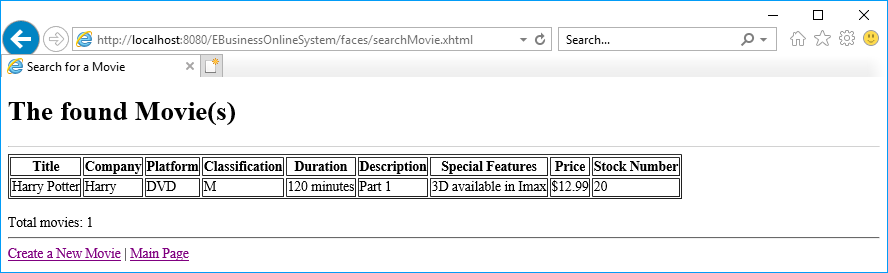 http://localhost:8080/EBusinessOnlineSystem/faces/searchMovie.xhtml Search...
Search for a Movie
The found Movie(s)
Title Company Platform Classification Duration Description Special Features Price Stock Number
Harry Potter Harry DVD M 120 minutes Part 1 3D available in Imax $12.99 20
Total movies: 1
Create a New Movie | Main Page